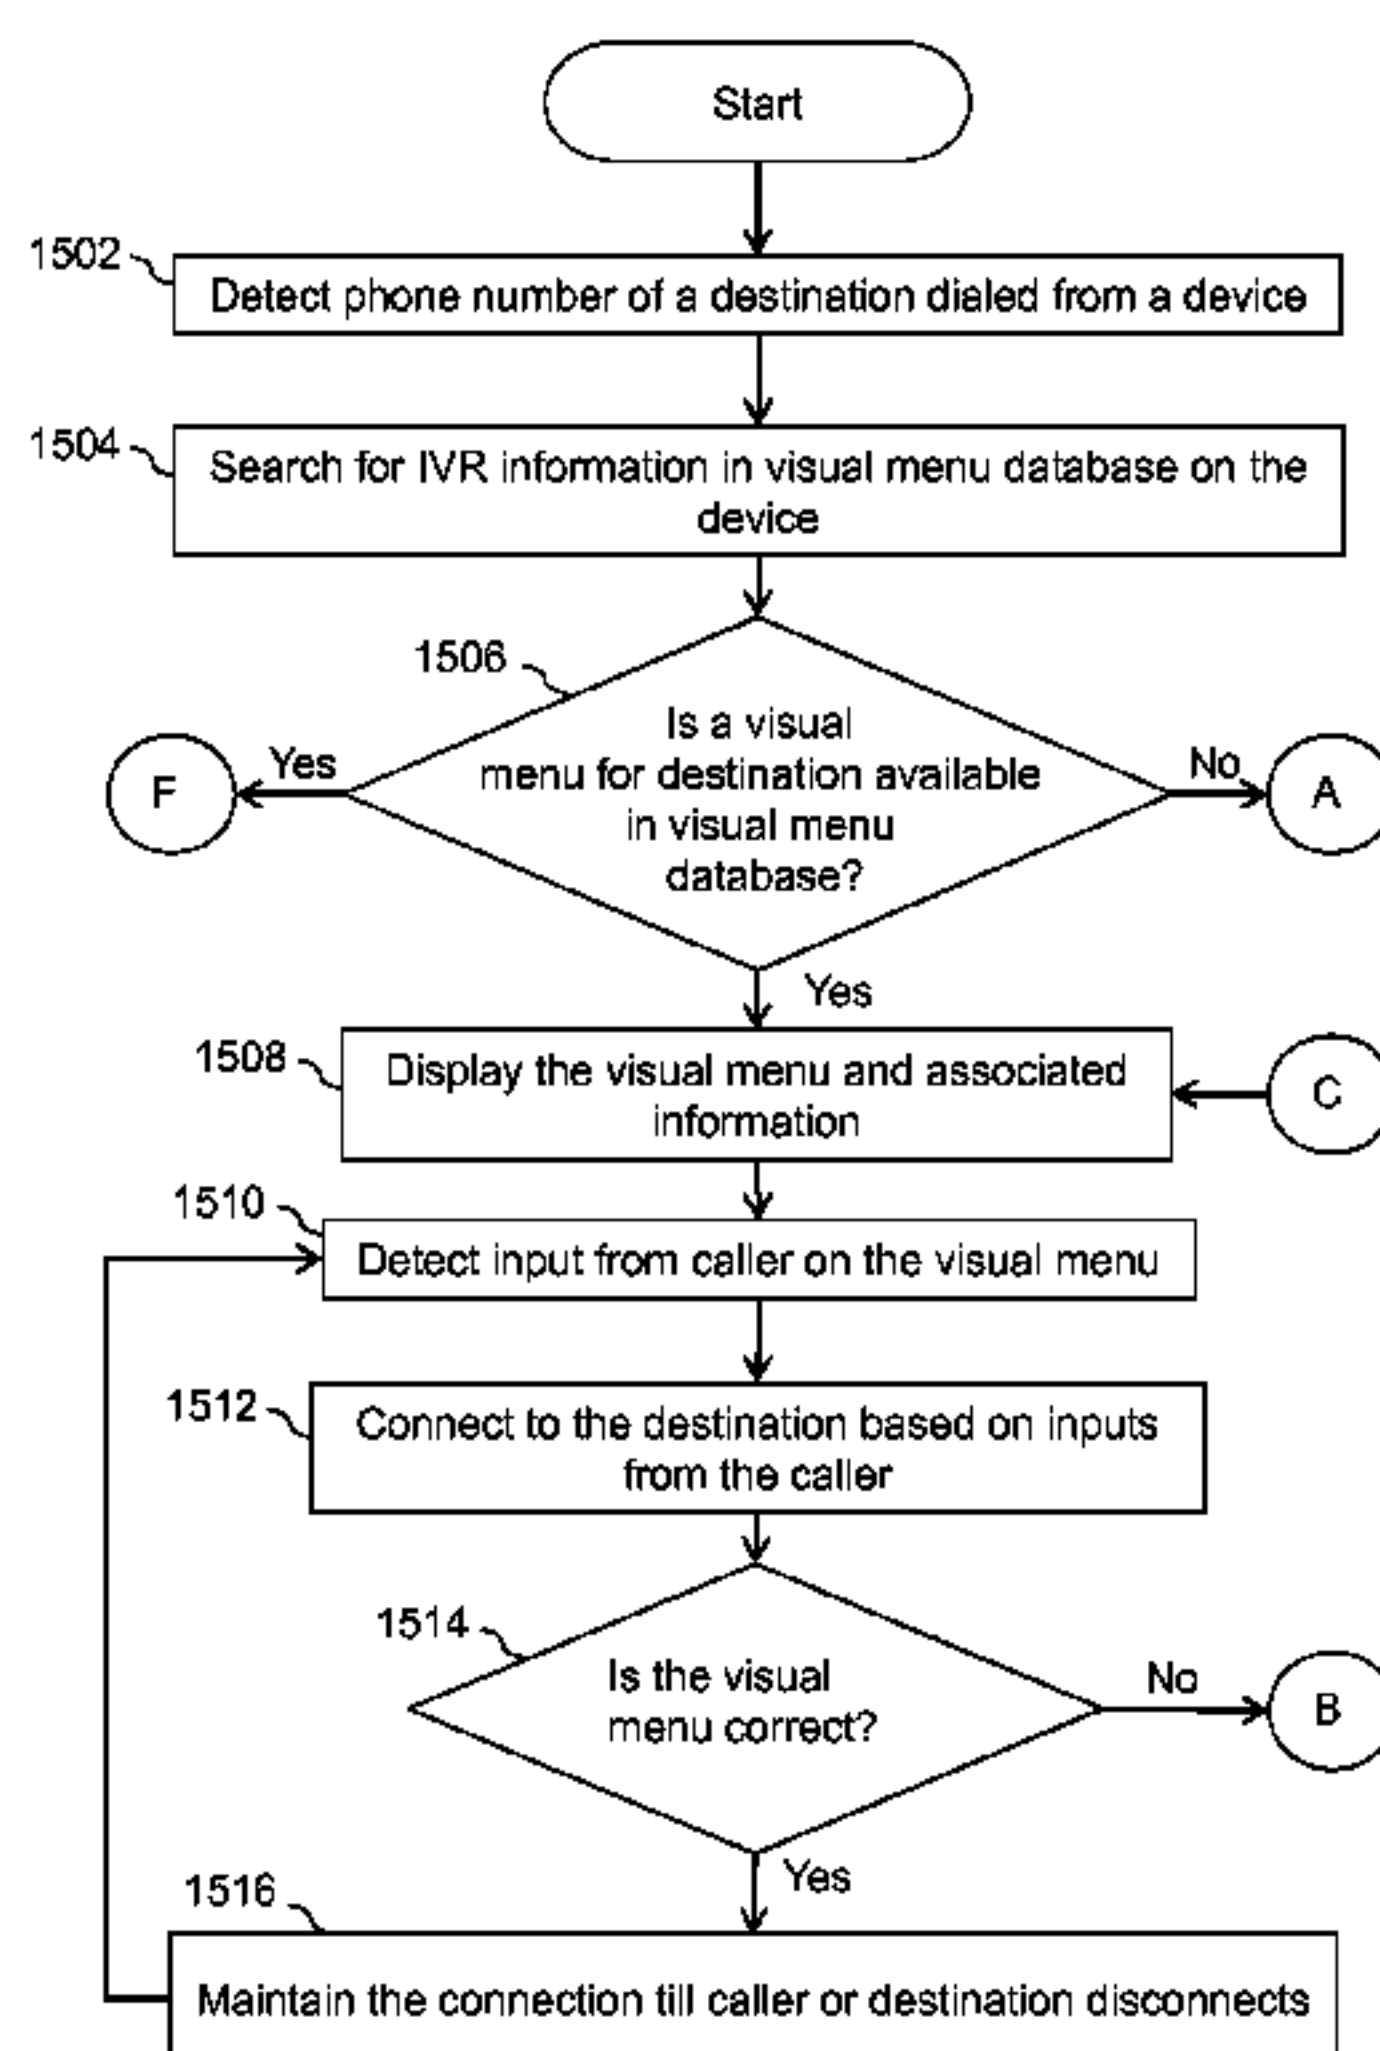 Start
1502
Detect phone number of a destination dialed from a device
1504
Search for IVR information in visual menu database on the
device
1506
Is a visual
menu for destination available
in visual menu
database?
Yes
F
No
A
Yes
1508
Display the visual menu and associated
information
C
1510
Detect input from caller on the visual menu
1512
Connect to the destination based on inputs
from the caller
1514
Is the visual
menu correct?
No
B
Yes
1516
Maintain the connection till caller or destination disconnects